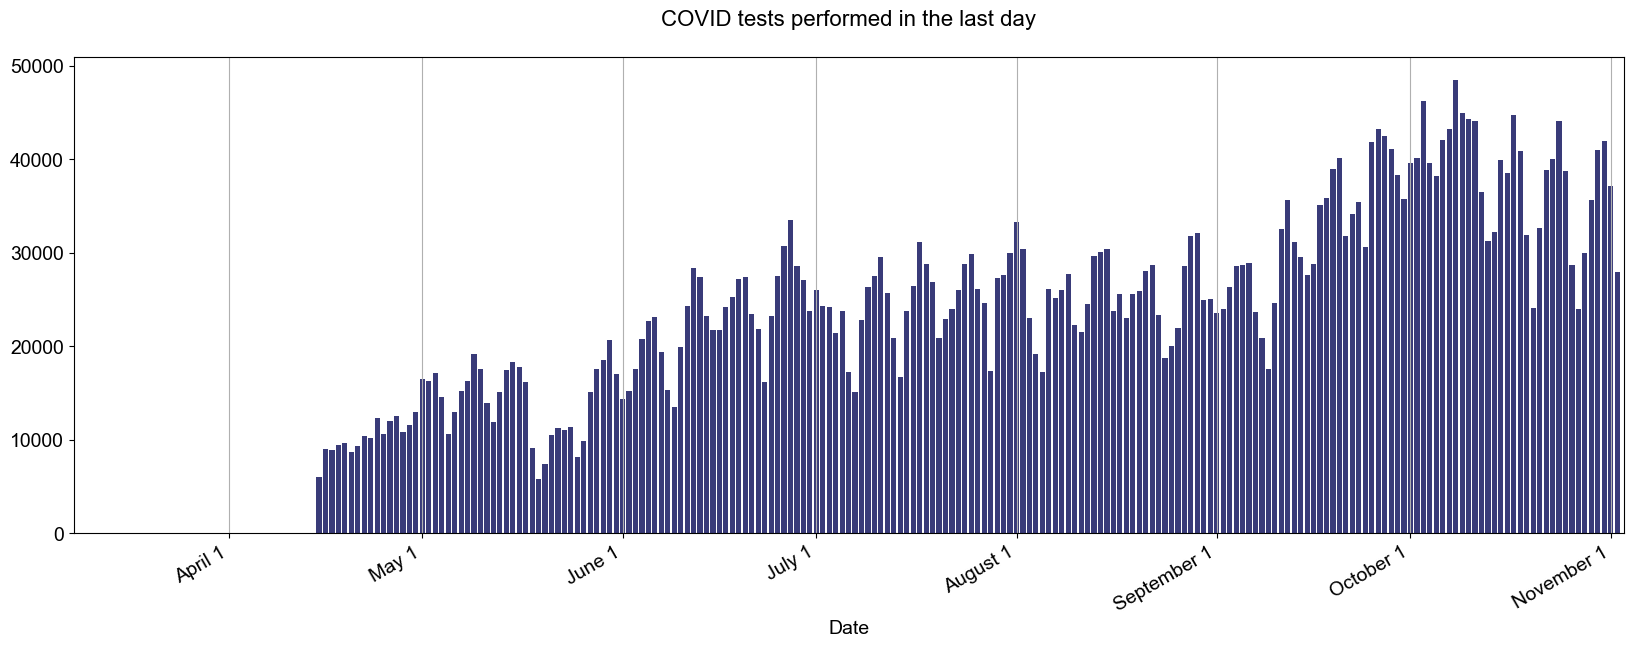 COVID tests performed in the last day
50000
40000
30000
20000
10000
0
April 1
May 1
June 1
July 1
August 1
September 1
October 1
November 1
Date